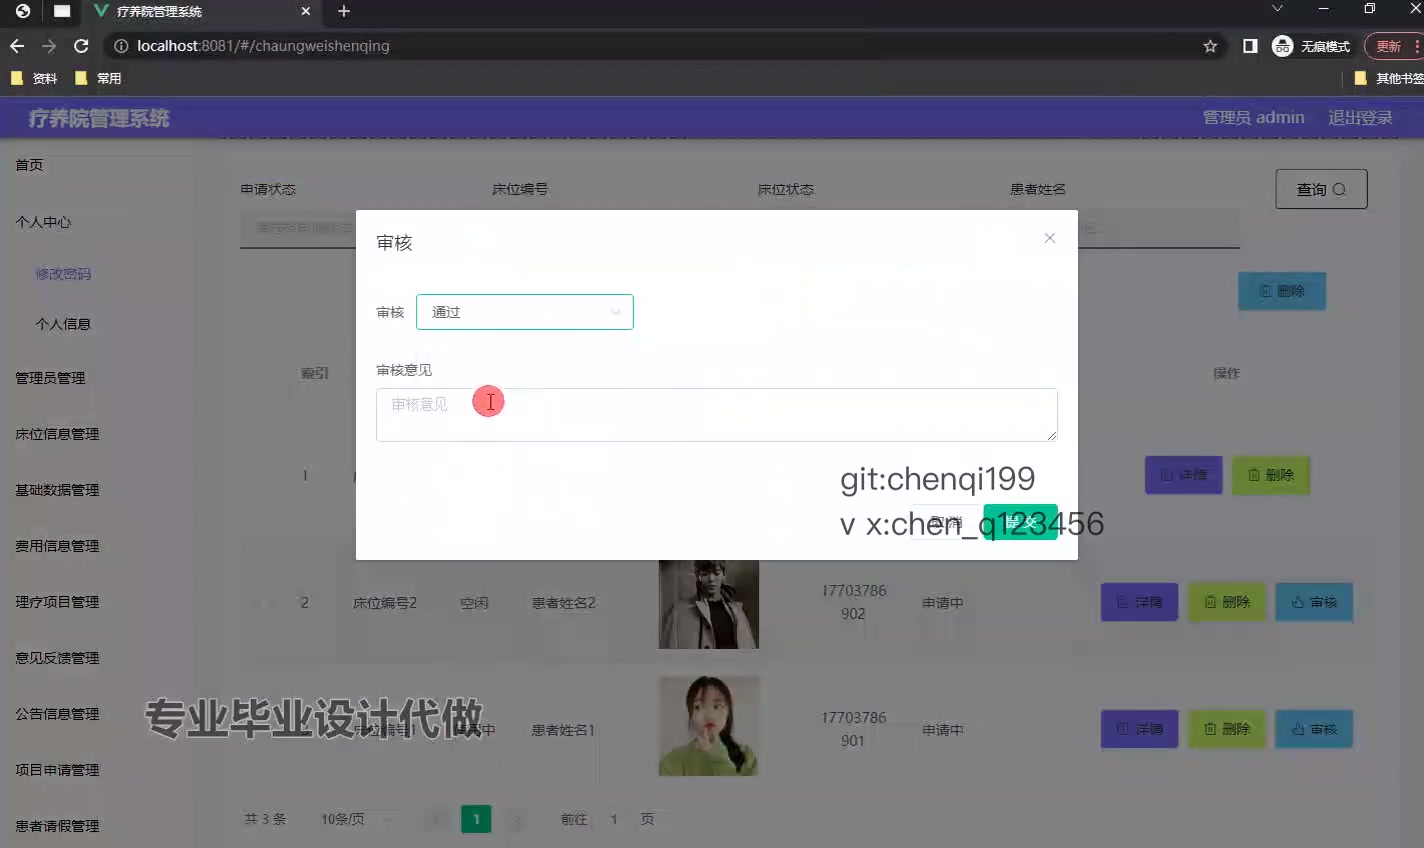 疗养院管理系统
localhost:8081/#/chaungweishenqing
无痕模式
更新
资料
常用
其他书签
疗养院管理系统
管理员 admin
退出登录
首页
个人中心
修改密码
个人信息
管理员管理
床位信息管理
基础数据管理
费用信息管理
理疗项目管理
意见反馈管理
公告信息管理
项目申请管理
患者请假管理
申请状态
床位编号
床位状态
患者姓名
查询
删除
索引
操作
审核
审核 通过
审核意见
审核意见
取消
提交
git:chenqi199
v x:chen_q123456
1
详情 删除
2 床位编号2 空闲 患者姓名2 17703786902 申请中 详情 删除 审核
床位编号1 患者姓名1 17703786901 申请中 详情 删除 审核
专业毕业设计代做
共 3 条 10条/页 1 前往 1 页